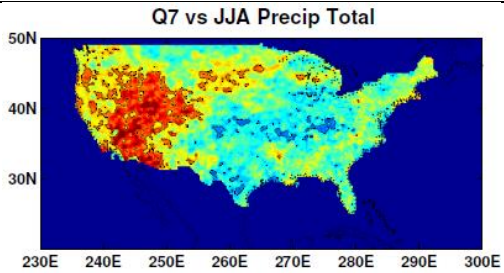 Q7 vs JJA Precip Total
50N
40N
30N
230E 240E 250E 260E 270E 280E 290E 300E